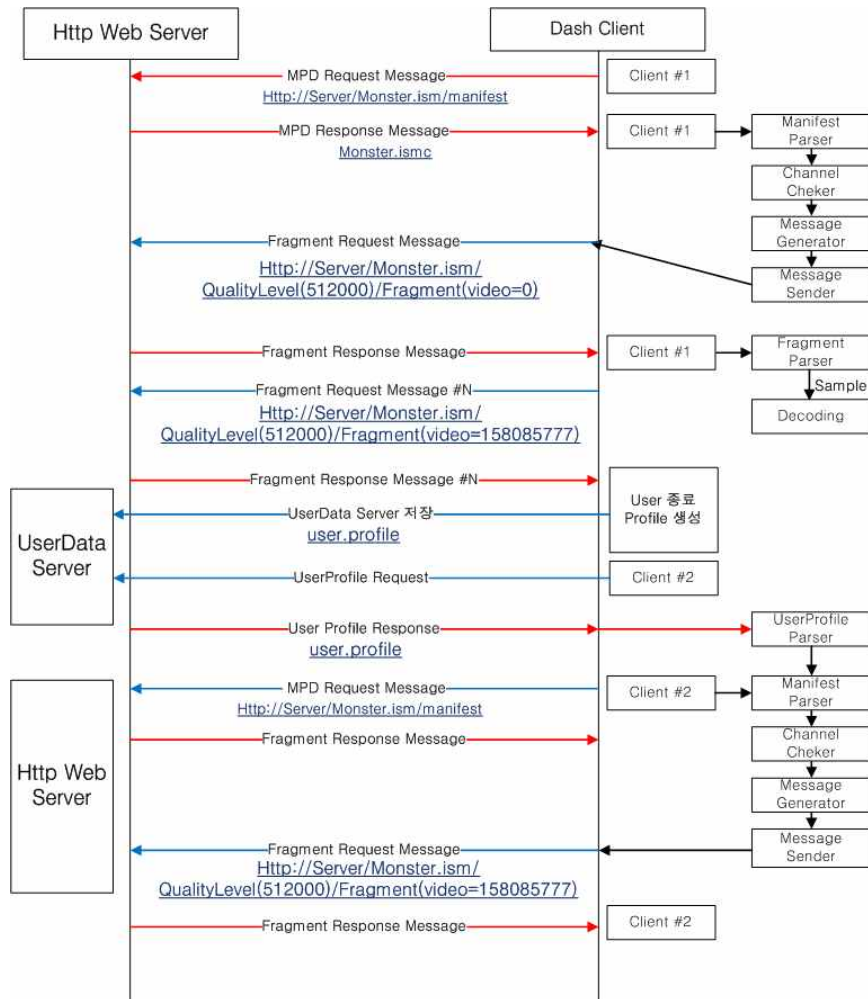 Http Web Server
Dash Client
MPD Request Message
Client #1
Http://Server/Monster.ism/manifest
MPD Response Message
Client #1
Manifest
Parser
Monster.ismc
Channel
Cheker
Fragment Request Message
Message
Generator
Http://Server/Monster.ism/
QualityLevel(512000)/Fragment(video=0)
Message
Sender
Fragment Response Message
Client #1
Fragment
Parser
Fragment Request Message #N
Sample
Http://Server/Monster.ism/
QualityLevel(512000)/Fragment(video=158085777)
Decoding
Fragment Response Message #N
User 종료
Profile 생성
UserData Server 저장
user.profile
UserData
Server
UserProfile Request
Client #2
User Profile Response
user.profile
UserProfile
Parser
MPD Request Message
Client #2
Manifest
Parser
Http://Server/Monster.ism/manifest
Fragment Response Message
Channel
Cheker
Http Web
Server
Message
Generator
Fragment Request Message
Message
Sender
Http://Server/Monster.ism/
QualityLevel(512000)/Fragment(video=158085777)
Fragment Response Message
Client #2